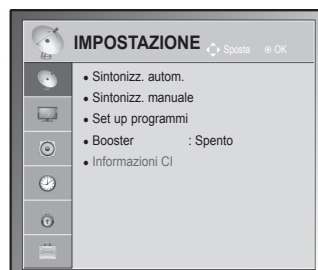 IMPOSTAZIONE Sposta OK
• Sintonizz. autom.
• Sintonizz. manuale
• Set up programmi
• Booster : Spento
• Informazioni CI